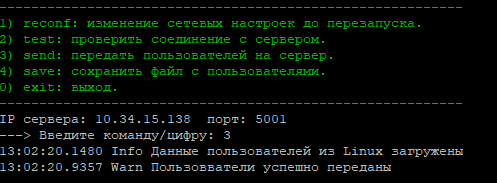 --------------------------------------------------------
1) reconf: изменение сетевых настроек до перезапуска.
2) test: проверить соединение с сервером.
3) send: передать пользователей на сервер.
4) save: сохранить файл с пользователями.
0) exit: выход.
--------------------------------------------------------
IP сервера: 10.34.15.138  порт: 5001
---> Введите команду/цифру: 3
13:02:20.1480 Info Данные пользователей из Linux загружены
13:02:20.9357 Warn Пользовватели успешно переданы